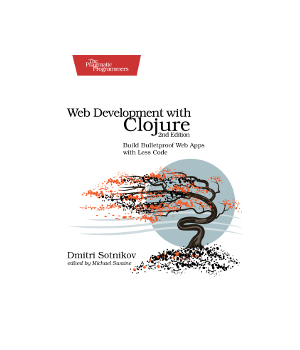 The
Pragmatic
Programmers
Web Development with
Clojure
2nd Edition
Build Bulletproof Web Apps
with Less Code
Dmitri Sotnikov
edited by Michael Swaine